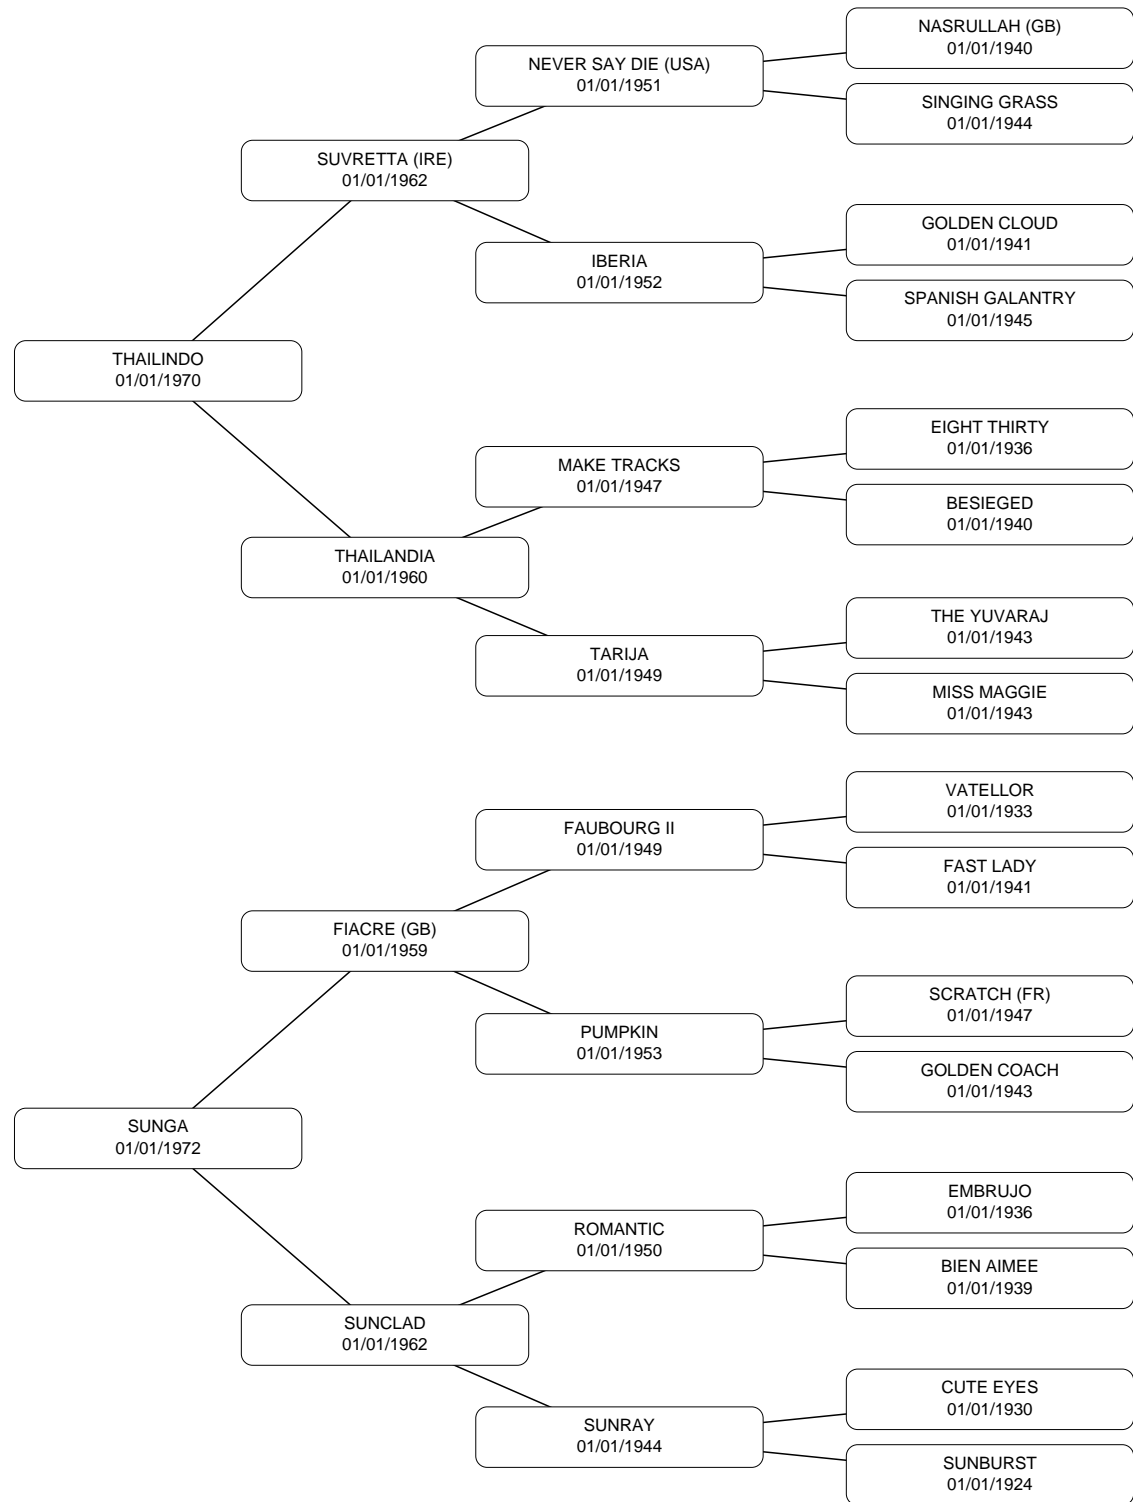 NASRULLAH (GB)
01/01/1940
NEVER SAY DIE (USA)
01/01/1951
SINGING GRASS
01/01/1944
SUVRETTA (IRE)
01/01/1962
GOLDEN CLOUD
01/01/1941
IBERIA
01/01/1952
SPANISH GALANTRY
01/01/1945
THAILINDO
01/01/1970
EIGHT THIRTY
01/01/1936
MAKE TRACKS
01/01/1947
BESIEGED
01/01/1940
THAILANDIA
01/01/1960
THE YUVARAJ
01/01/1943
TARIJA
01/01/1949
MISS MAGGIE
01/01/1943
VATELLOR
01/01/1933
FAUBOURG II
01/01/1949
FAST LADY
01/01/1941
FIACRE (GB)
01/01/1959
SCRATCH (FR)
01/01/1947
PUMPKIN
01/01/1953
GOLDEN COACH
01/01/1943
SUNGA
01/01/1972
EMBRUJO
01/01/1936
ROMANTIC
01/01/1950
BIEN AIMEE
01/01/1939
SUNCLAD
01/01/1962
CUTE EYES
01/01/1930
SUNRAY
01/01/1944
SUNBURST
01/01/1924